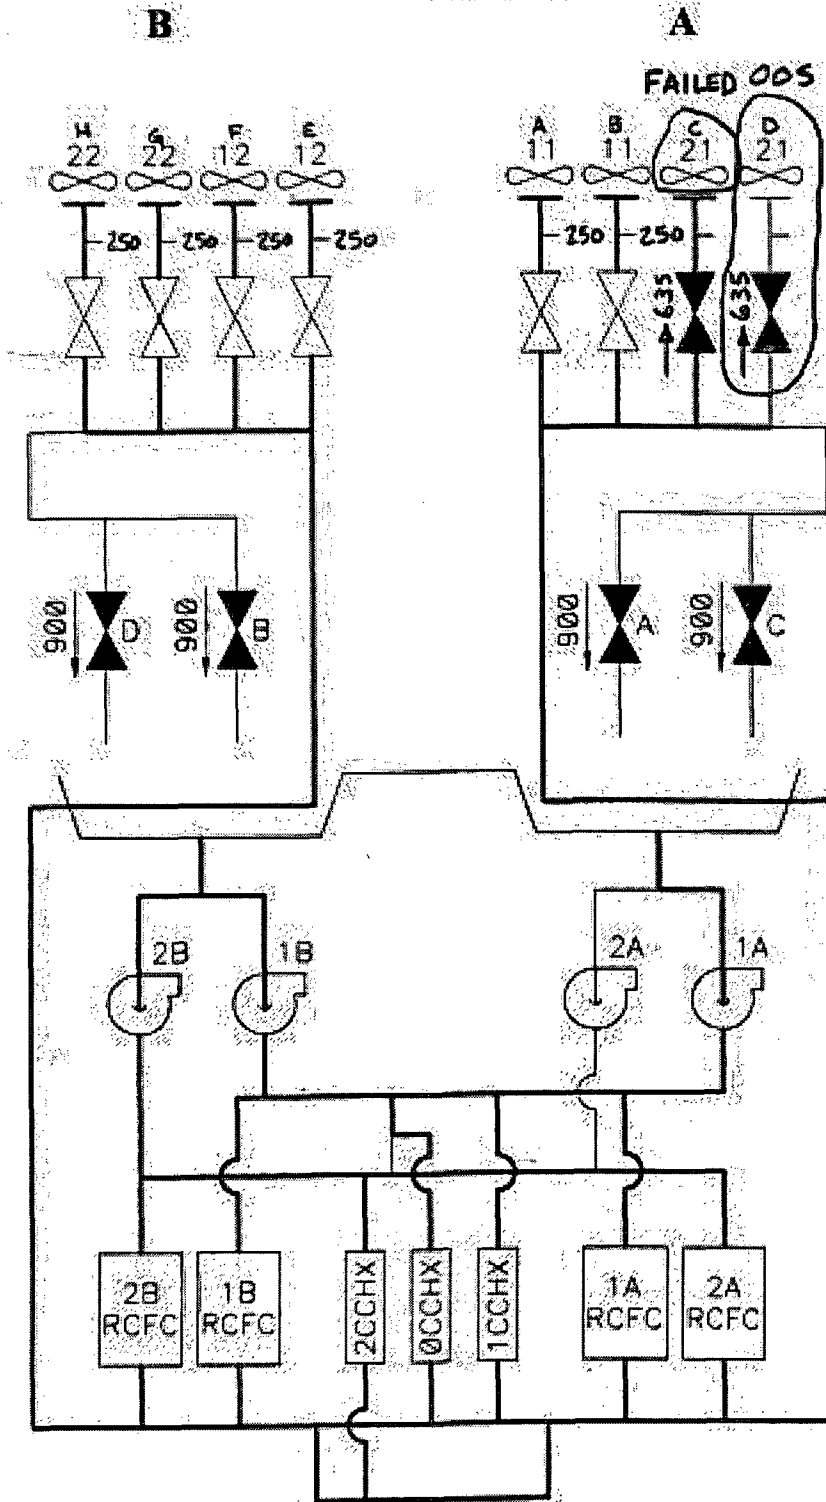 B A
FAILED OOS
H G F E A B C D
22 22 12 12 11 11 21 21
250 250 250 250 250 250
635 635
900 D 900 B 900 A 900 C
2B 1B 2A 1A
2B RCFC
1B RCFC
2CCHX
0CCHX
1CCHX
1A RCFC
2A RCFC